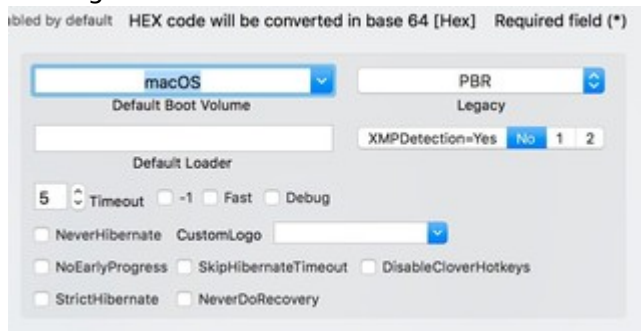 bled by default HEX code will be converted in base 64 [Hex] Required field (*)
macOS PBR
Default Boot Volume Legacy
XMPDetection=Yes No 1 2
Default Loader
5 Timeout -1 Fast Debug
NeverHibernate CustomLogo
NoEarlyProgress SkipHibernateTimeout DisableCloverHotkeys
StrictHibernate NeverDoRecovery